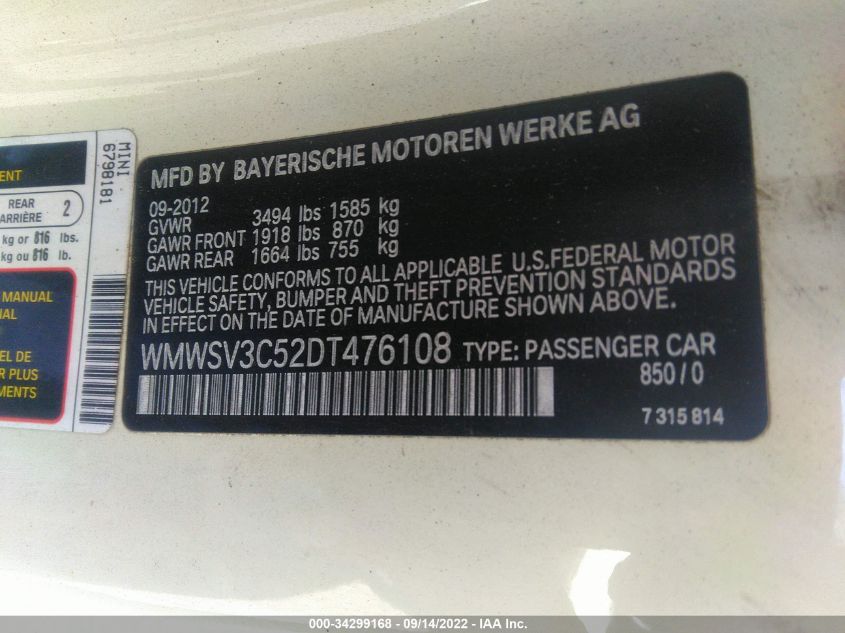 MFD BY BAYERISCHE MOTOREN WERKE AG
09-2012
GVWR 3494 lbs 1585 kg
GAWR FRONT 1918 lbs 870 kg
GAWR REAR 1664 lbs 755 kg
THIS VEHICLE CONFORMS TO ALL APPLICABLE U.S.FEDERAL MOTOR
VEHICLE SAFETY, BUMPER AND THEFT PREVENTION STANDARDS
IN EFFECT ON THE DATE OF MANUFACTURE SHOWN ABOVE.
WMWSV3C52DT476108 TYPE: PASSENGER CAR
850/0
7 315 814
MINI
6798181
ENT
REAR 2
ARRIÈRE
kg or 816 lbs.
kg ou 816 lb.
MANUAL
EL DE
R PLUS
MENTS
000-34299168 - 09/14/2022 - IAA Inc.